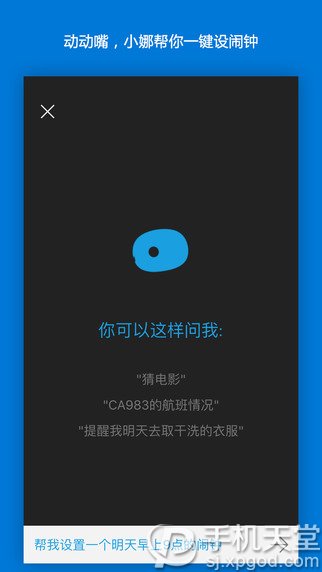 动动嘴，小娜帮你一键设闹钟
你可以这样问我:
"猜电影"
"CA983的航班情况"
"提醒我明天去取干洗的衣服"
帮我设置一个明天早上9点的闹钟
手机天堂
sj.xpgod.com